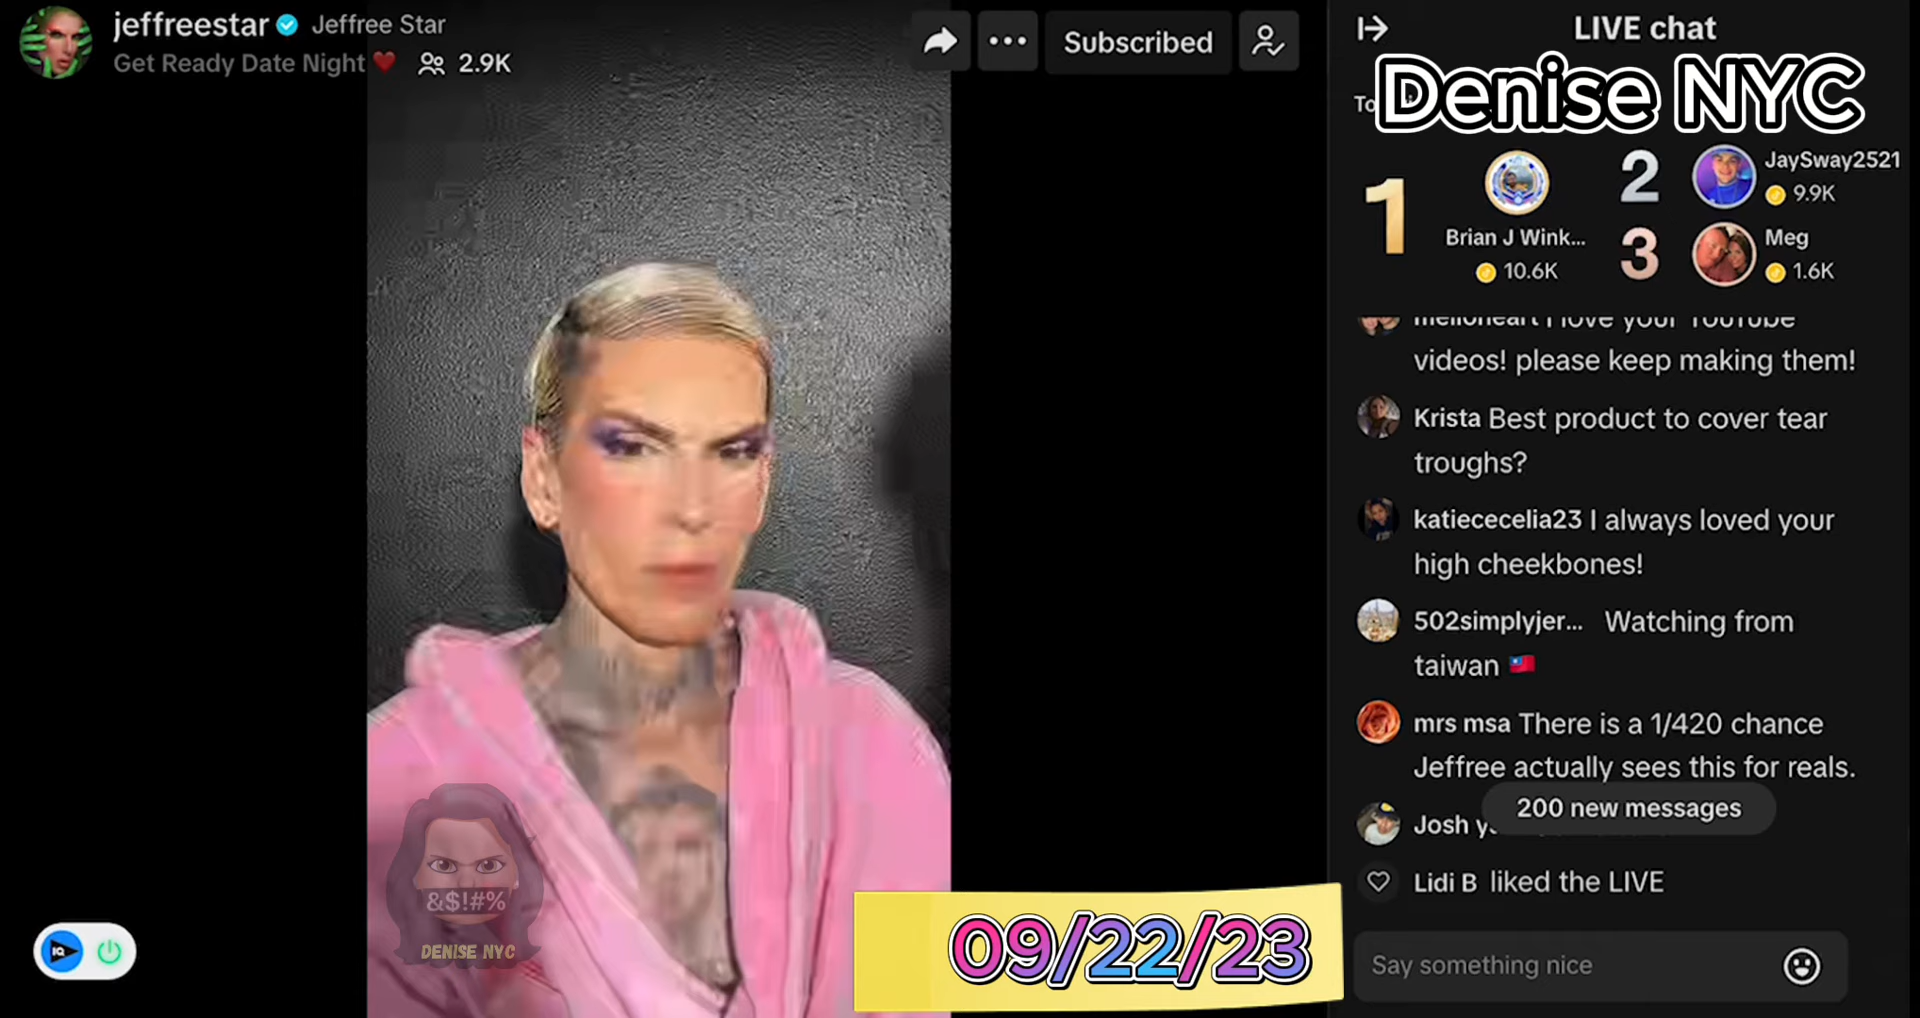 jeffreestar Jeffree Star
Get Ready Date Night ❤️ 2.9K
Subscribed
LIVE chat
Denise NYC
1
Brian J Wink...
10.6K
2
JaySway2521
9.9K
3
Meg
1.6K
I love your YouTube
videos! please keep making them!
Krista Best product to cover tear
troughs?
katiececelia23 I always loved your
high cheekbones!
502simplyjer... Watching from
taiwan 🇹🇼
mrs msa There is a 1/420 chance
Jeffree actually sees this for reals.
200 new messages
Josh
Lidi B liked the LIVE
Say something nice
&$!#%
DENISE NYC
09/22/23
IQ